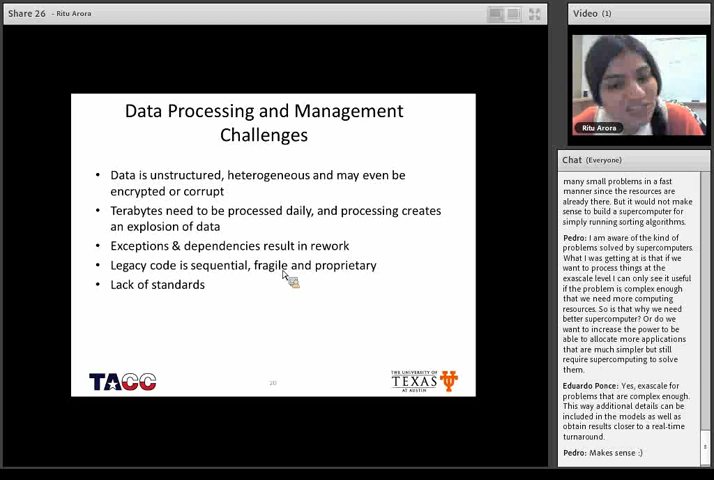 Share 26 - Ritu Arora
Data Processing and Management
Challenges
• Data is unstructured, heterogeneous and may even be
encrypted or corrupt
• Terabytes need to be processed daily, and processing creates
an explosion of data
• Exceptions & dependencies result in rework
• Legacy code is sequential, fragile and proprietary
• Lack of standards
TACC
20
THE UNIVERSITY OF
TEXAS
AT AUSTIN
Video (1)
Ritu Arora
Chat (Everyone)
many small problems in a fast
manner since the resources are
already there. But it would not make
sense to build a supercomputer for
simply running sorting algorithms.
Pedro: I am aware of the kind of
problems solved by supercomputers.
What I was getting at is that if we
want to process things at the
exascale level I can only see it useful
if the problem is complex enough
that we need more computing
resources. So is that why we need
better supercomputer? Or do we
want to increase the power to be
able to allocate more applications
that are much simpler but still
require supercomputing to solve
them.
Eduardo Ponce: Yes, exascale for
problems that are complex enough.
This way additional details can be
included in the models as well as
obtain results closer to a real-time
turnaround.
Pedro: Makes sense :)